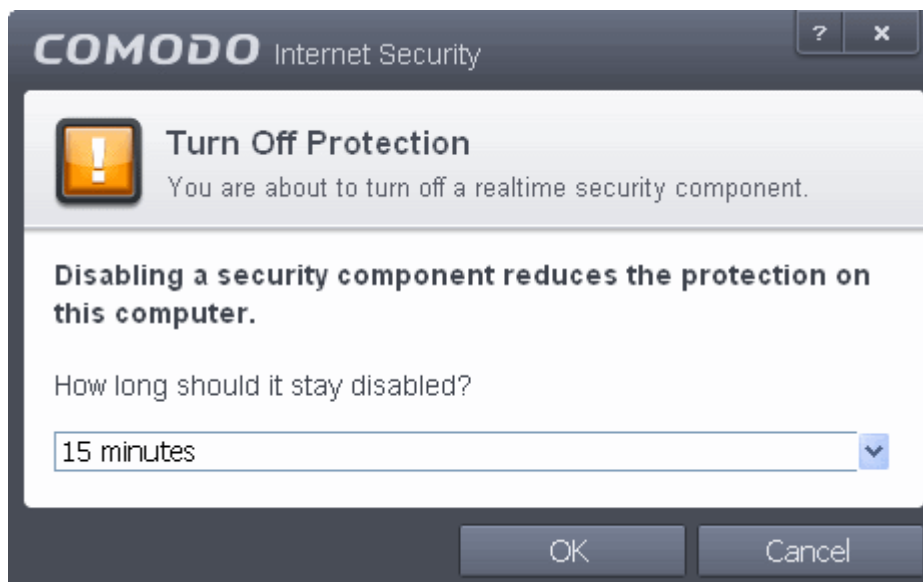 COMODO Internet Security
? x
Turn Off Protection
You are about to turn off a realtime security component.
Disabling a security component reduces the protection on
this computer.
How long should it stay disabled?
15 minutes
OK Cancel